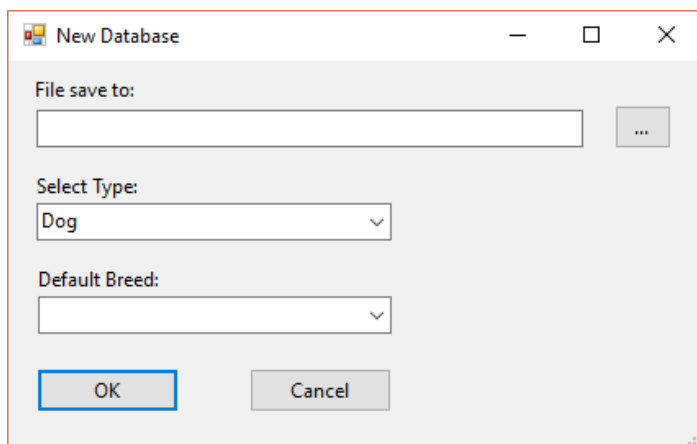 New Database
File save to:
...
Select Type:
Dog
Default Breed:
OK Cancel